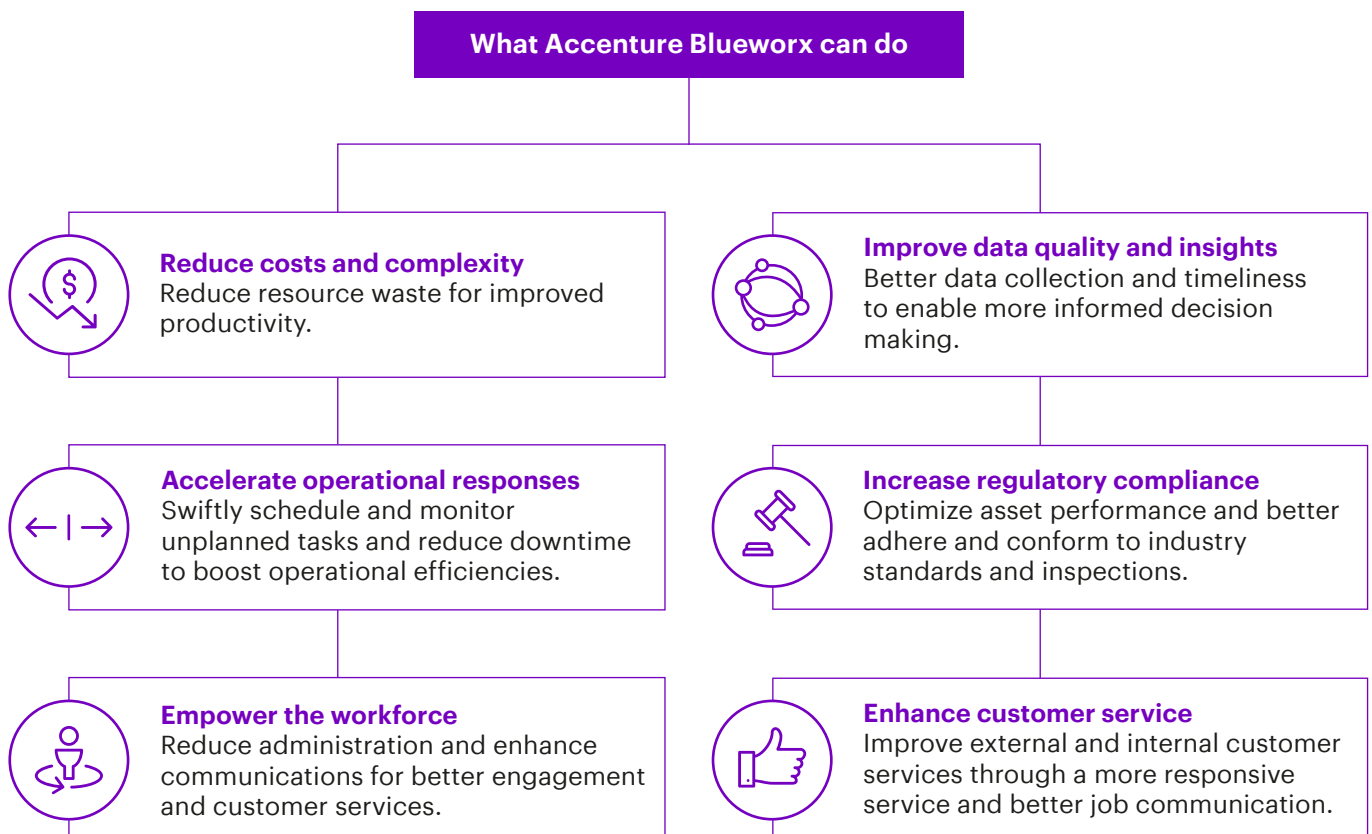 What Accenture Blueworx can do
$
Reduce costs and complexity
Reduce resource waste for improved
productivity.
Accelerate operational responses
Swiftly schedule and monitor
unplanned tasks and reduce downtime
to boost operational efficiencies.
Empower the workforce
Reduce administration and enhance
communications for better engagement
and customer services.
Improve data quality and insights
Better data collection and timeliness
to enable more informed decision
making.
Increase regulatory compliance
Optimize asset performance and better
adhere and conform to industry
standards and inspections.
Enhance customer service
Improve external and internal customer
services through a more responsive
service and better job communication.